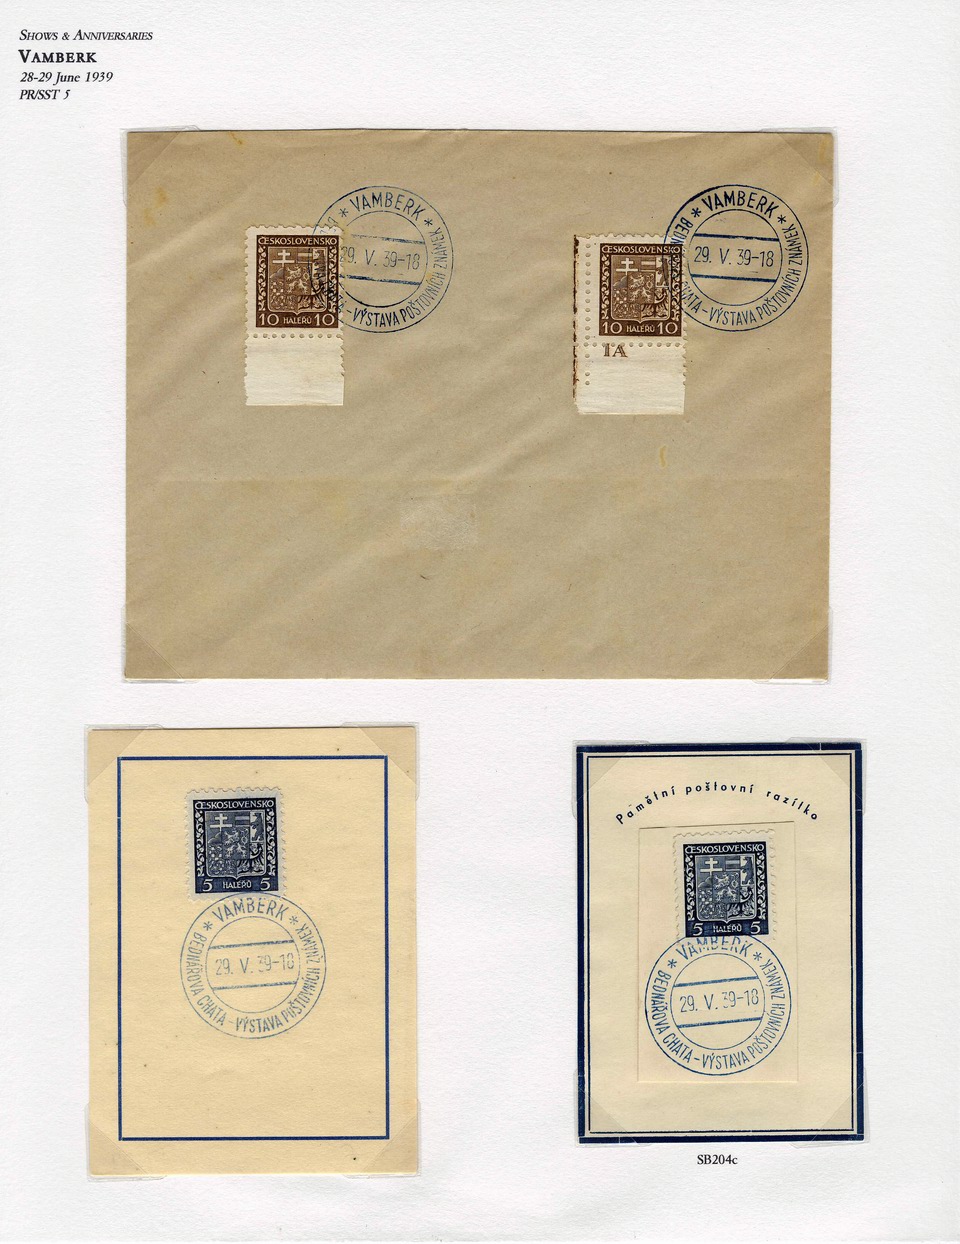 SHOWS & ANNIVERSARIES
VAMBERK
28-29 June 1939
PR/SST 5
* VAMBERK *
29. V. 39-18
- VÝSTAVA POŠTOVNÍCH ZNÁMEK
ČESKOSLOVENSKO
10 HALÉŘŮ 10
* VAMBERK *
29. V. 39-18
CHATA - VÝSTAVA POŠTOVNÍCH ZNÁMEK
ČESKOSLOVENSKO
10 HALÉŘŮ 10
1A
ČESKOSLOVENSKO
5 HALÉŘŮ 5
* VAMBERK *
29. V. 39-18
BEDNÁŘOVA CHATA - VÝSTAVA POŠTOVNÍCH ZNÁMEK
Pamětní poštovní razítko
ČESKOSLOVENSKO
5 HALÉŘŮ 5
* VAMBERK *
29. V. 39-18
BEDNÁŘOVA CHATA - VÝSTAVA POŠTOVNÍCH ZNÁMEK
SB204c